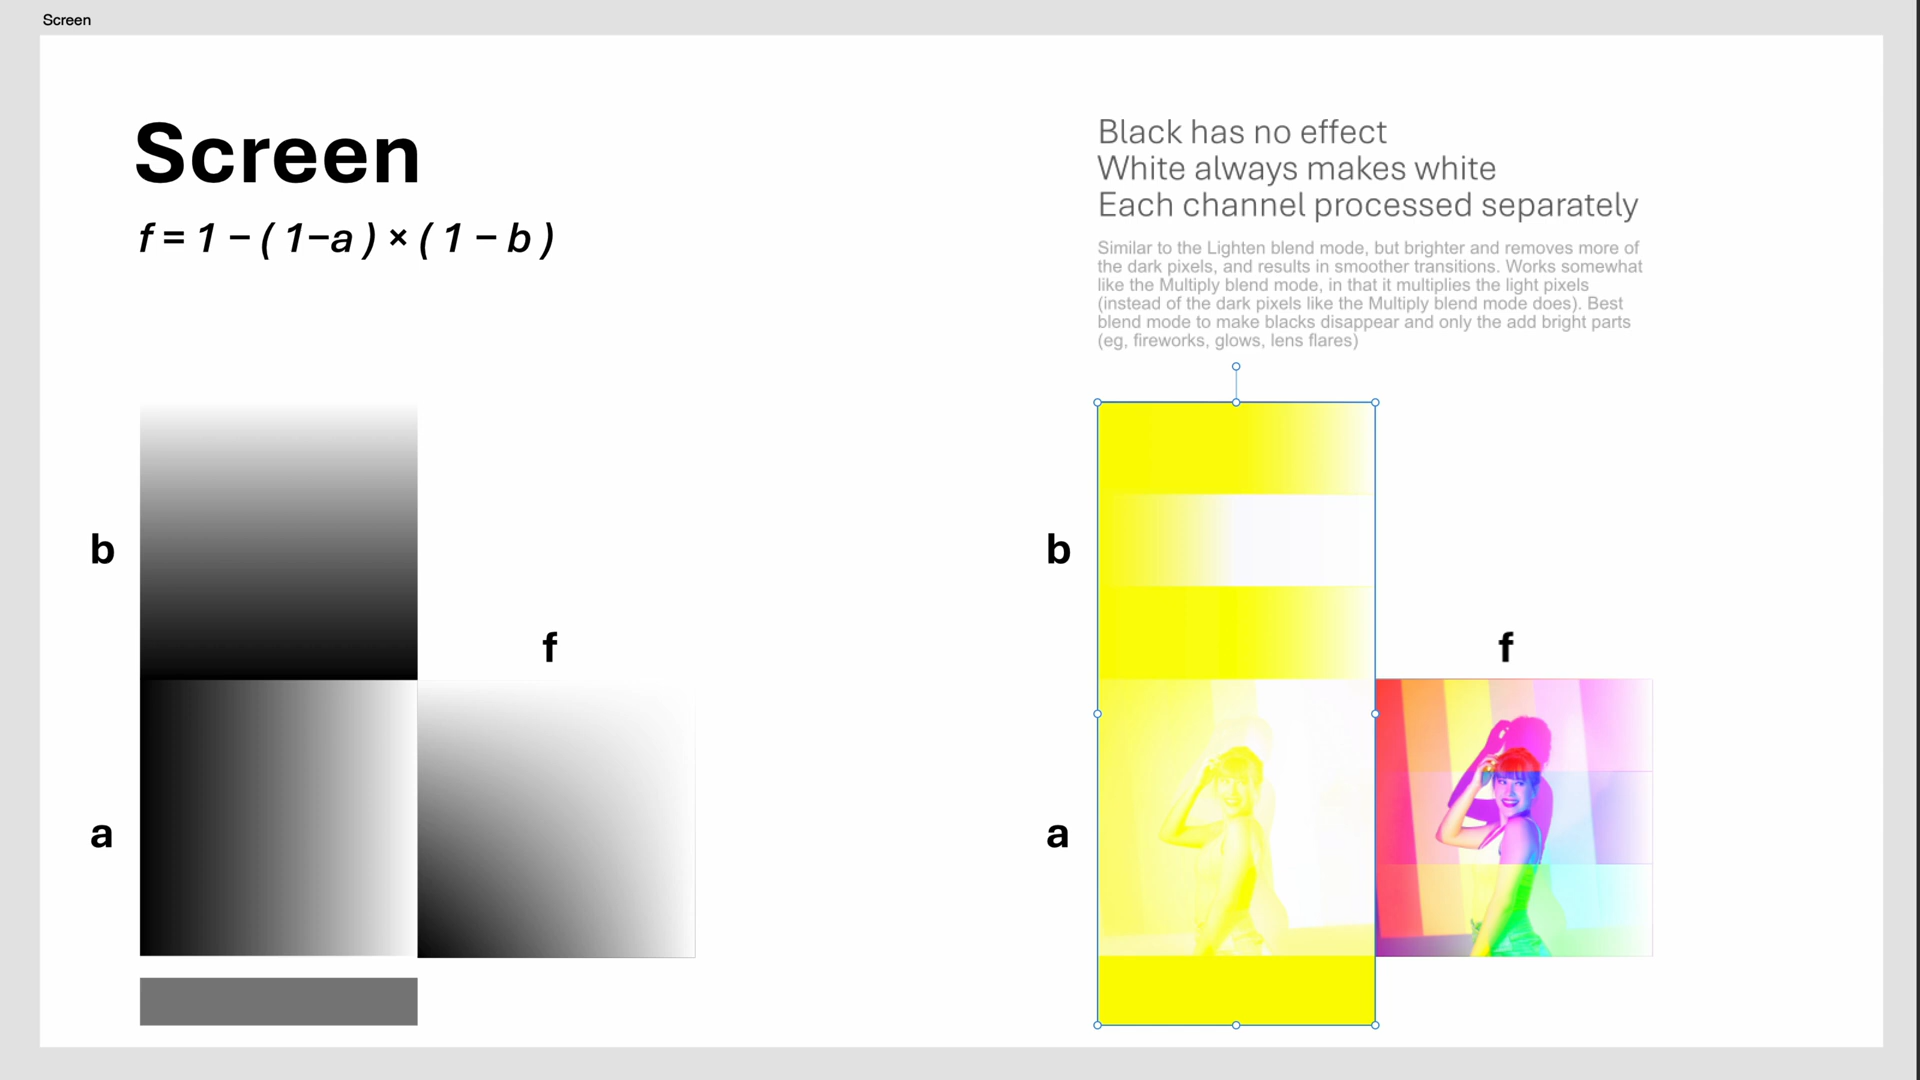 Screen
Screen
f = 1 – ( 1–a ) × ( 1 – b )
Black has no effect
White always makes white
Each channel processed separately
Similar to the Lighten blend mode, but brighter and removes more of
the dark pixels, and results in smoother transitions. Works somewhat
like the Multiply blend mode, in that it multiplies the light pixels
(instead of the dark pixels like the Multiply blend mode does). Best
blend mode to make blacks disappear and only the add bright parts
(eg, fireworks, glows, lens flares)
b
f
a
b
f
a